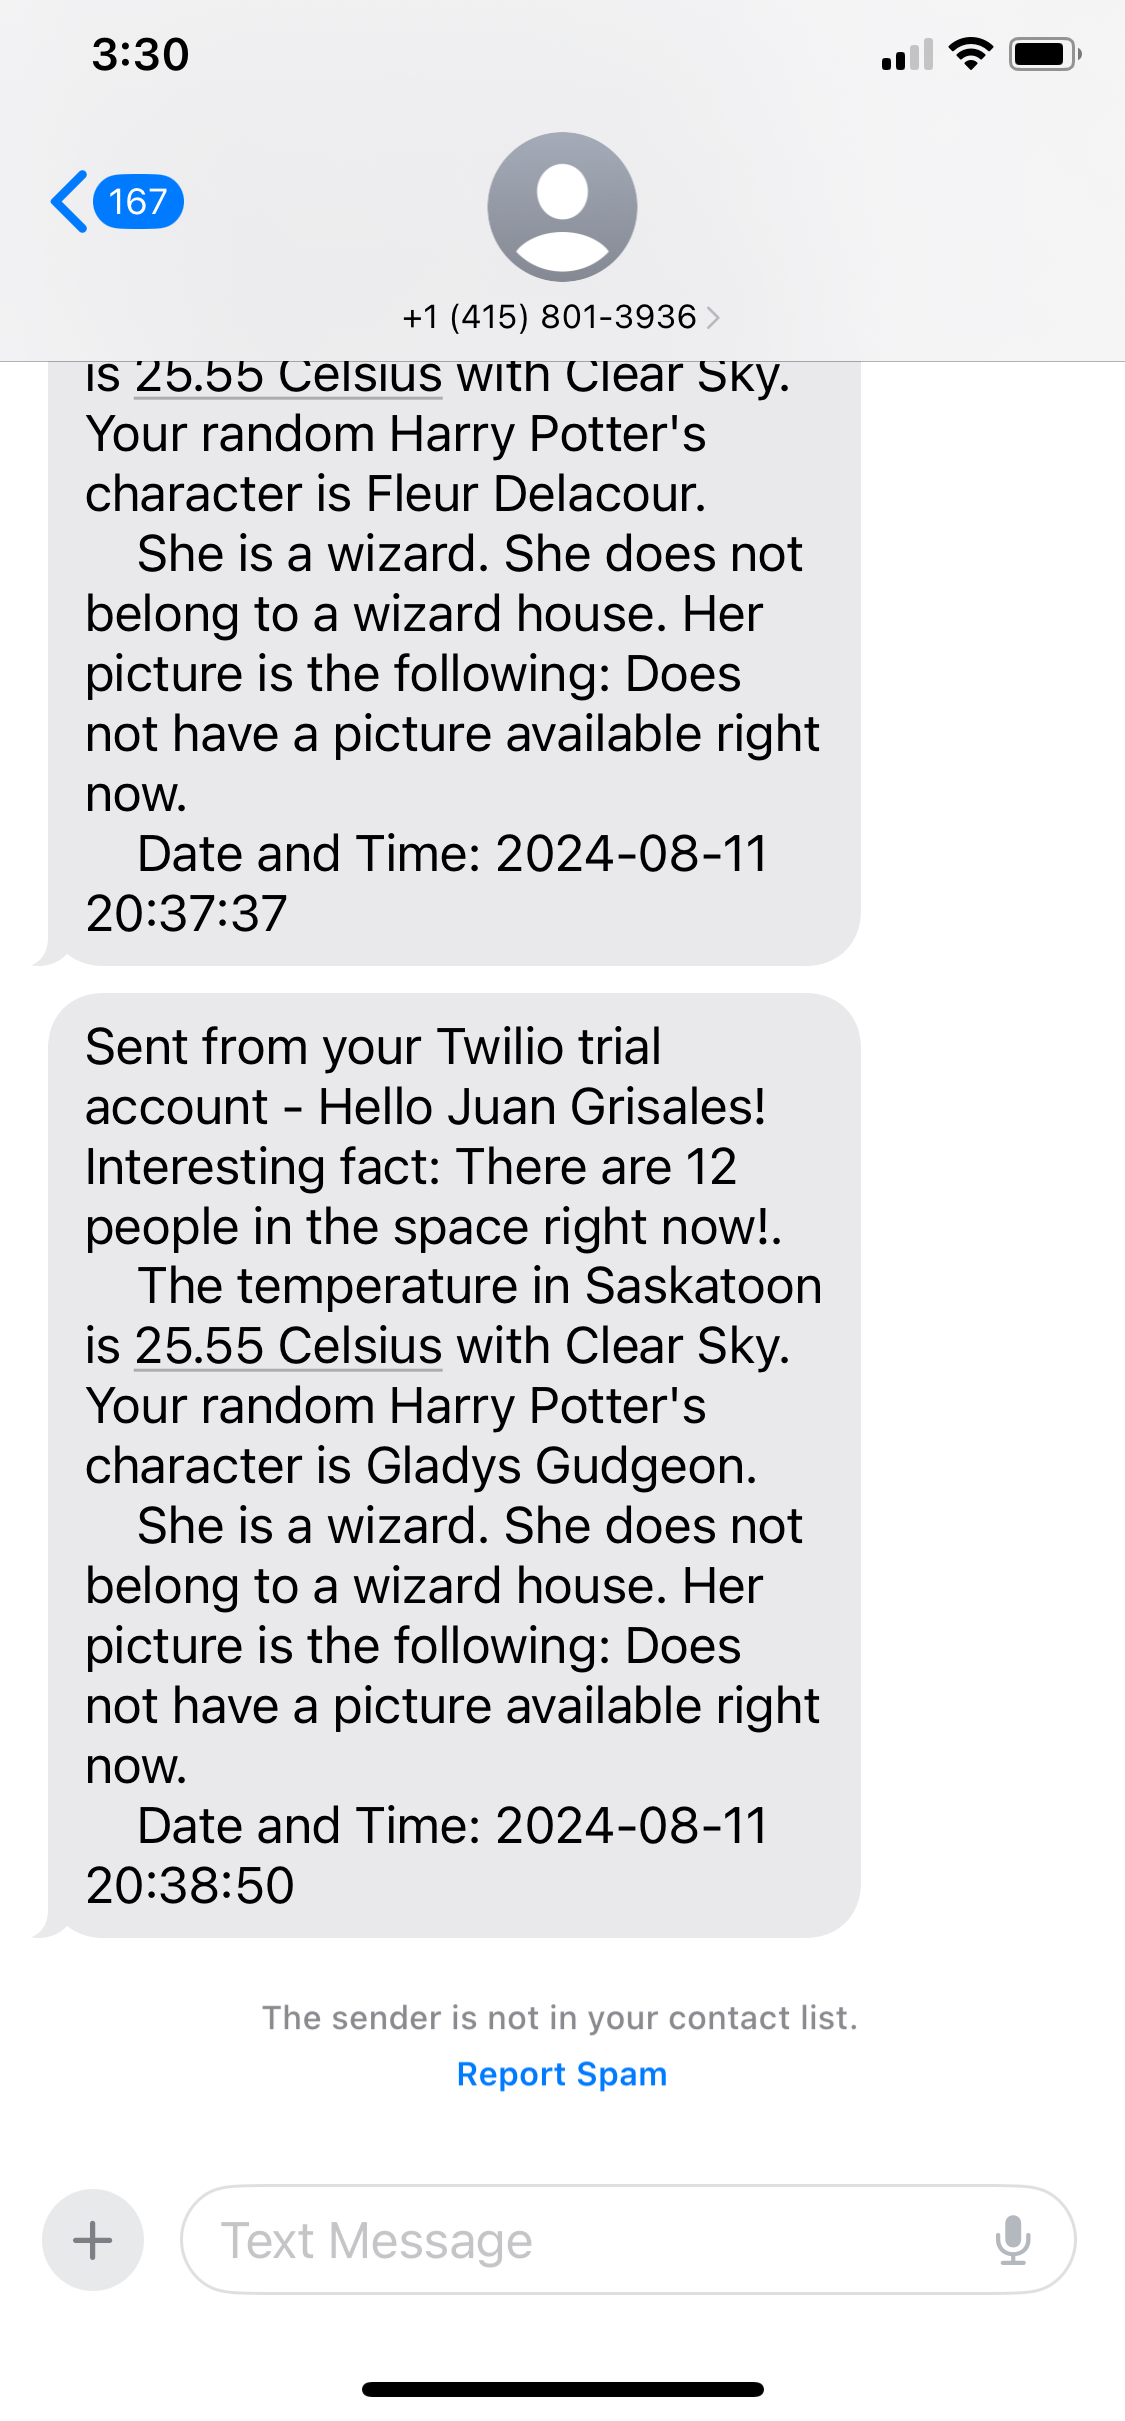 3:30
167
+1 (415) 801-3936
is 25.55 Celsius with Clear Sky.
Your random Harry Potter's
character is Fleur Delacour.
She is a wizard. She does not
belong to a wizard house. Her
picture is the following: Does
not have a picture available right
now.
Date and Time: 2024-08-11
20:37:37
Sent from your Twilio trial
account - Hello Juan Grisales!
Interesting fact: There are 12
people in the space right now!.
The temperature in Saskatoon
is 25.55 Celsius with Clear Sky.
Your random Harry Potter's
character is Gladys Gudgeon.
She is a wizard. She does not
belong to a wizard house. Her
picture is the following: Does
not have a picture available right
now.
Date and Time: 2024-08-11
20:38:50
The sender is not in your contact list.
Report Spam
Text Message